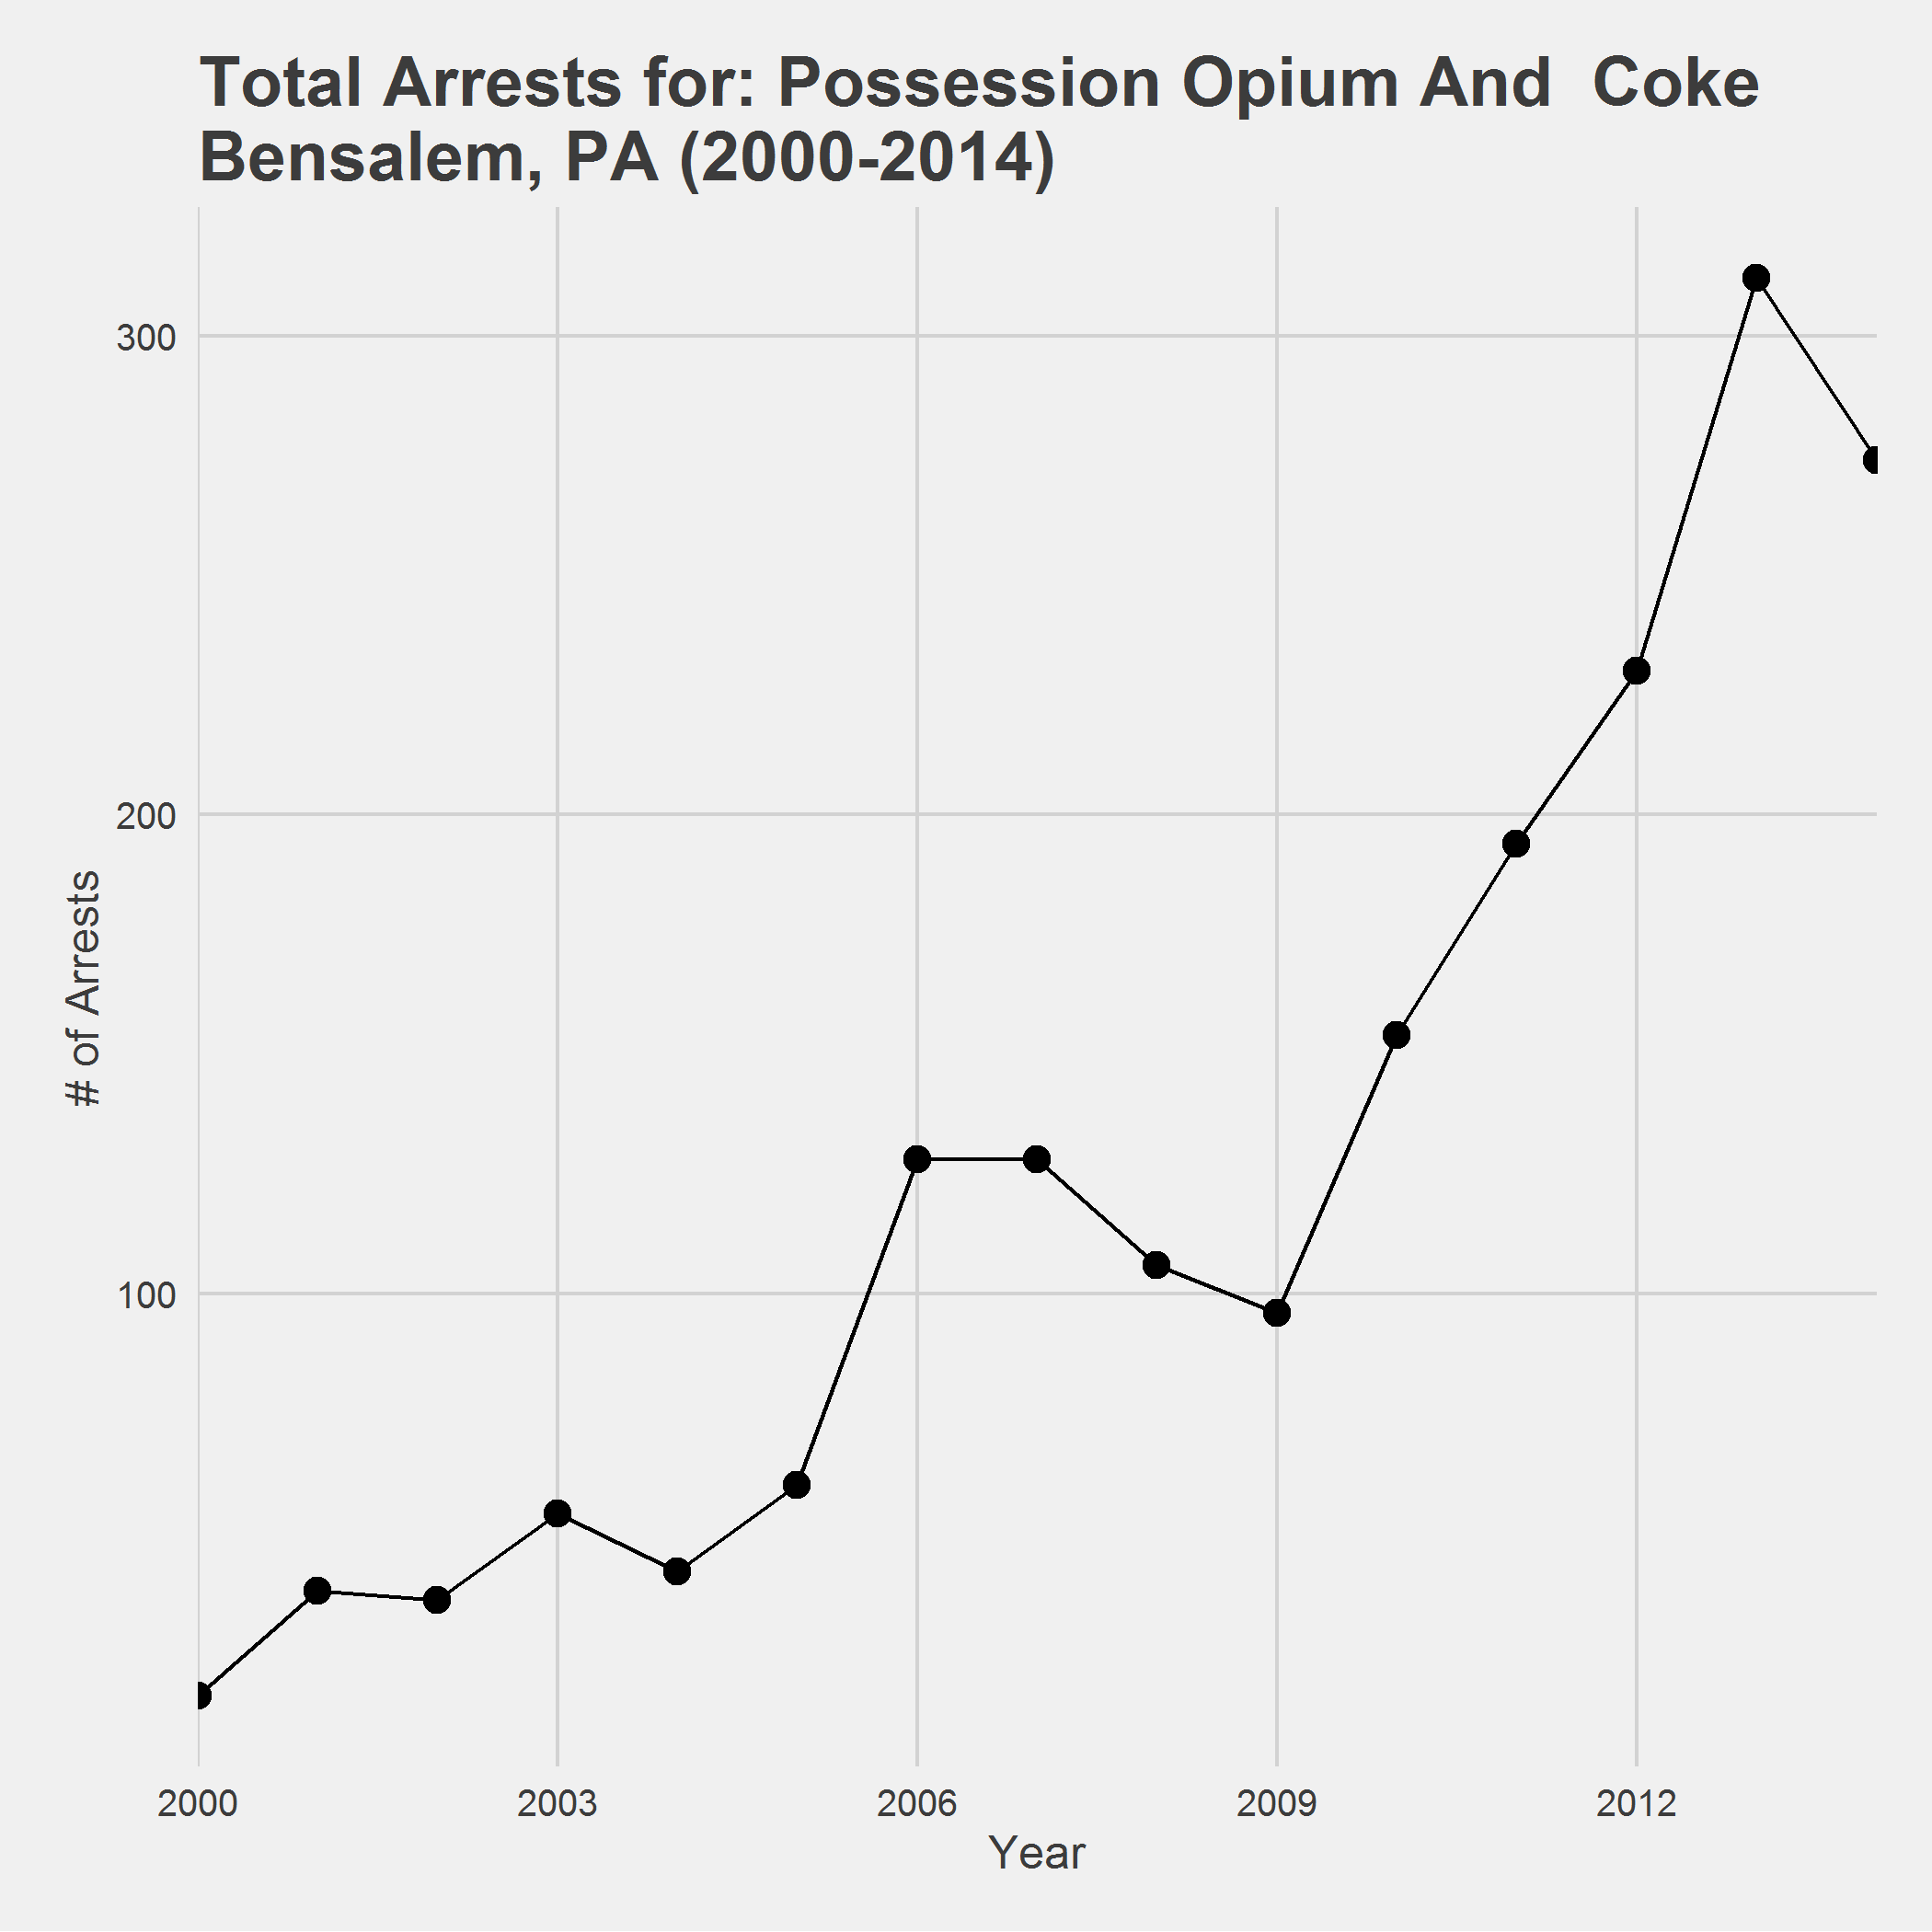 Total Arrests for: Possession Opium And  Coke
Bensalem, PA (2000-2014)
300
200
100
# of Arrests
2000 2003 2006 2009 2012
Year